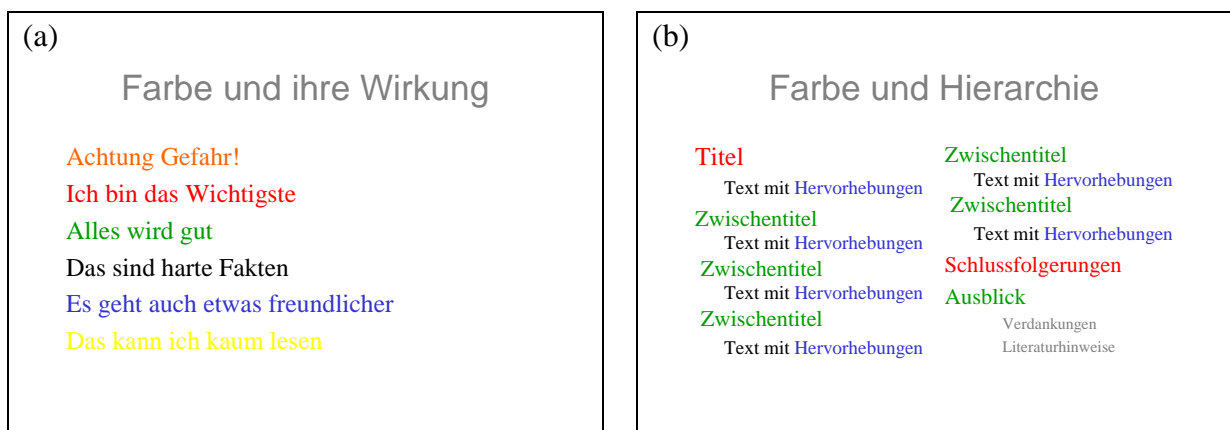 (a)
Farbe und ihre Wirkung
Achtung Gefahr!
Ich bin das Wichtigste
Alles wird gut
Das sind harte Fakten
Es geht auch etwas freundlicher
Das kann ich kaum lesen
(b)
Farbe und Hierarchie
Titel
Text mit Hervorhebungen
Zwischentitel
Text mit Hervorhebungen
Zwischentitel
Text mit Hervorhebungen
Zwischentitel
Text mit Hervorhebungen
Zwischentitel
Text mit Hervorhebungen
Zwischentitel
Text mit Hervorhebungen
Schlussfolgerungen
Ausblick
Verdankungen
Literaturhinweise